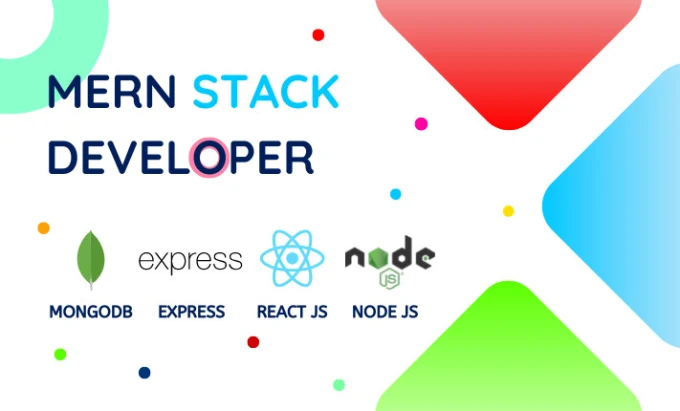 MERN STACK
DEVELOPER
express
node
JS
MONGODB EXPRESS REACT JS NODE JS